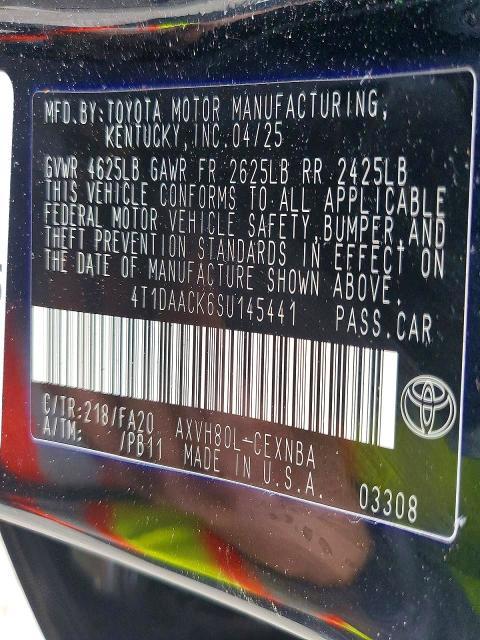 MFD.BY:TOYOTA MOTOR MANUFACTURING,
KENTUCKY,INC.04/25
GVWR 4625LB GAWR FR 2625LB RR 2425LB
THIS VEHICLE CONFORMS TO ALL APPLICABLE
FEDERAL MOTOR VEHICLE SAFETY,BUMPER,AND
THEFT PREVENTION STANDARDS IN EFFECT ON
THE DATE OF MANUFACTURE SHOWN ABOVE.
4T1DAACK6SU145441 PASS.CAR
C/TR:218/FA20 AXVH80L-CEXNBA
A/TM: /PB11 MADE IN U.S.A.
03308